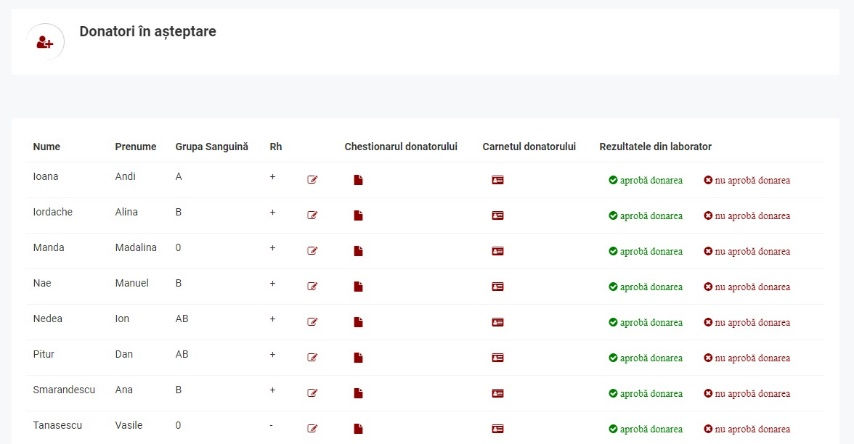 Donatori în așteptare
Nume Prenume Grupa Sanguină Rh Chestionarul donatorului Carnetul donatorului Rezultatele din laborator
Ioana Andi A + aprobă donarea nu aprobă donarea
Iordache Alina B + aprobă donarea nu aprobă donarea
Manda Madalina 0 + aprobă donarea nu aprobă donarea
Nae Manuel B + aprobă donarea nu aprobă donarea
Nedea Ion AB + aprobă donarea nu aprobă donarea
Pitur Dan AB + aprobă donarea nu aprobă donarea
Smarandescu Ana B + aprobă donarea nu aprobă donarea
Tanasescu Vasile 0 - aprobă donarea nu aprobă donarea